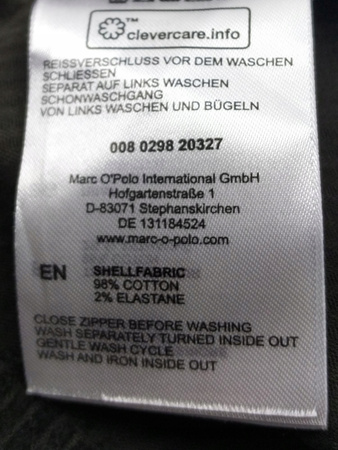 ™
clevercare.info
REISSVERSCHLUSS VOR DEM WASCHEN
SCHLIESSEN
SEPARAT AUF LINKS WASCHEN
SCHONWASCHGANG
VON LINKS WASCHEN UND BÜGELN
008 0298 20327
Marc O'Polo International GmbH
Hofgartenstraße 1
D-83071 Stephanskirchen
DE 131184524
www.marc-o-polo.com
EN SHELLFABRIC
98% COTTON
2% ELASTANE
CLOSE ZIPPER BEFORE WASHING
WASH SEPARATELY TURNED INSIDE OUT
GENTLE WASH CYCLE
WASH AND IRON INSIDE OUT